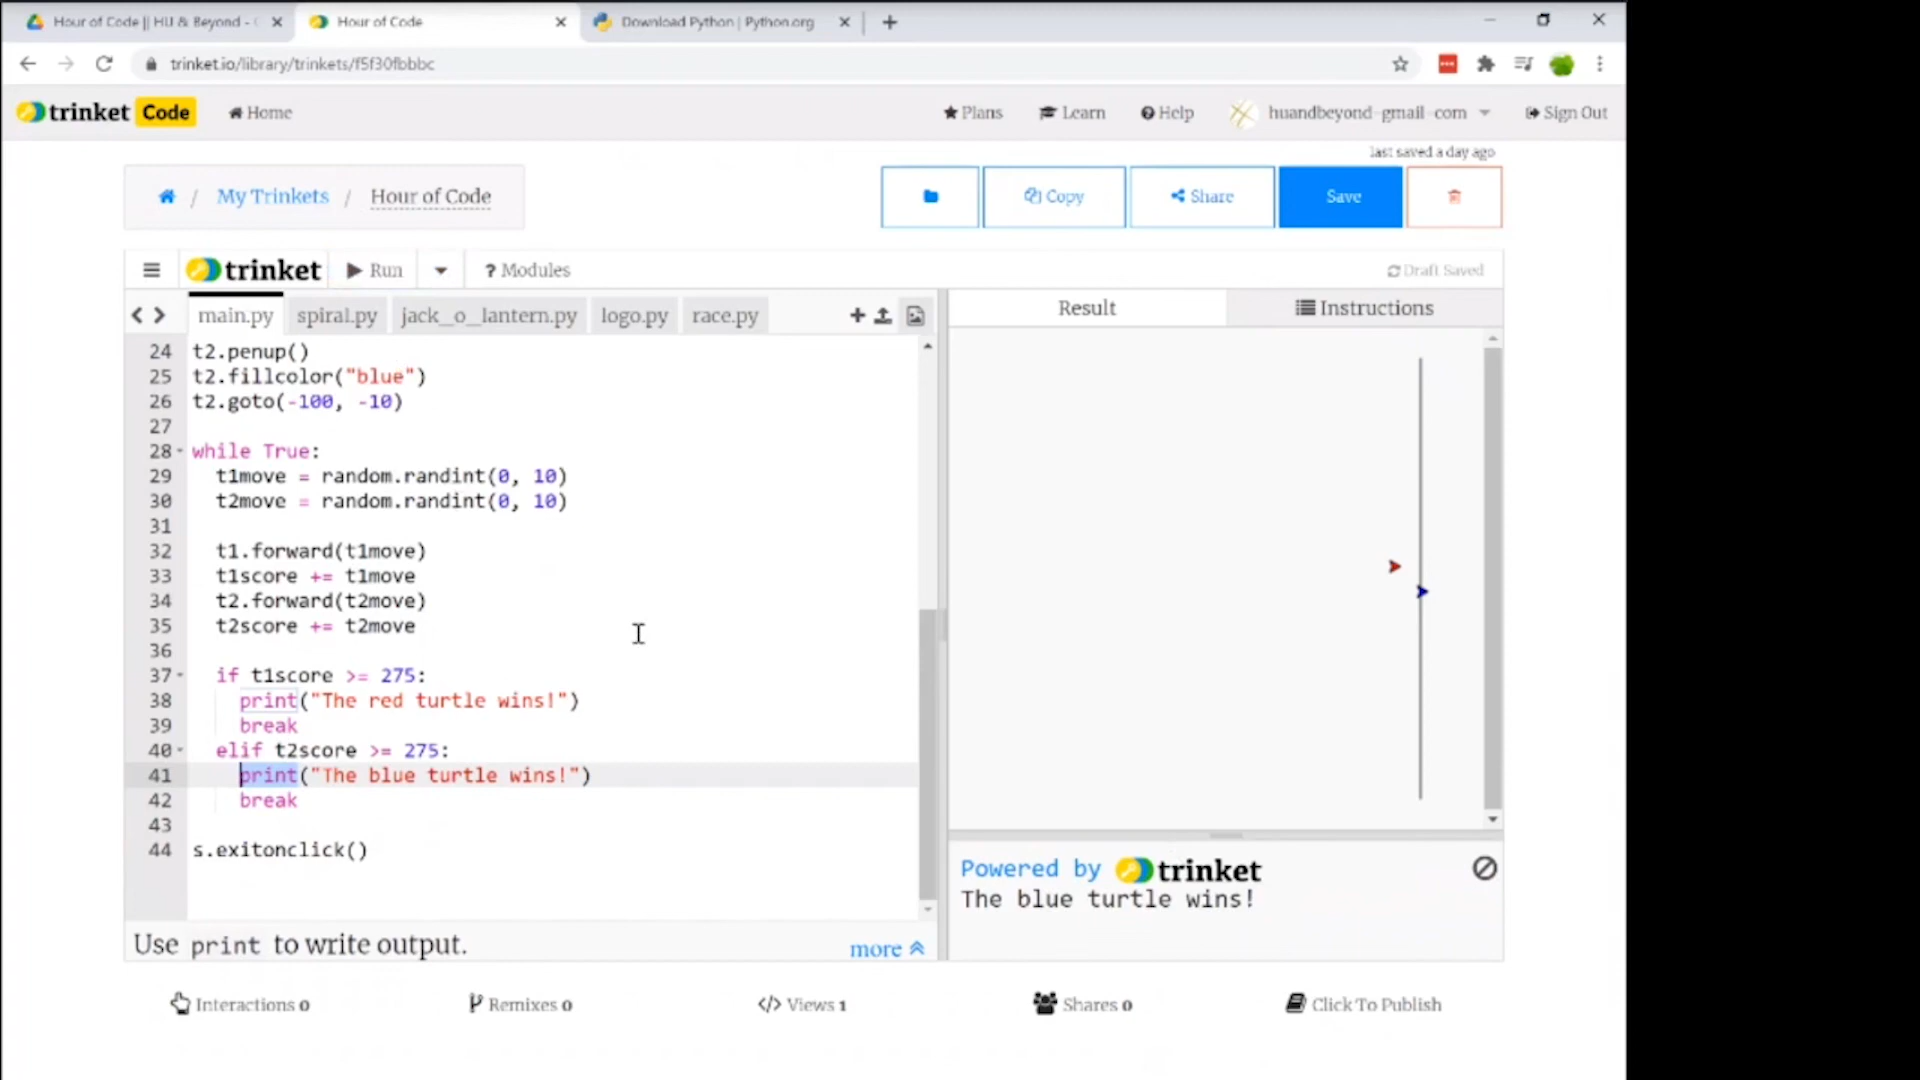 Hour of Code || HU & Beyond -
Hour of Code
Download Python | Python.org
trinket.io/library/trinkets/f5f30fbbbc
trinket Code
Home
Plans
Learn
Help
huandbeyond-gmail-com
Sign Out
last saved a day ago
/ My Trinkets / Hour of Code
Copy
Share
Save
trinket
Run
? Modules
Draft Saved
main.py
spiral.py
jack_o_lantern.py
logo.py
race.py
Result
Instructions
24 t2.penup()
25 t2.fillcolor("blue")
26 t2.goto(-100, -10)
27
28 while True:
29 t1move = random.randint(0, 10)
30 t2move = random.randint(0, 10)
31
32 t1.forward(t1move)
33 t1score += t1move
34 t2.forward(t2move)
35 t2score += t2move
36
37 if t1score >= 275:
38 print("The red turtle wins!")
39 break
40 elif t2score >= 275:
41 print("The blue turtle wins!")
42 break
43
44 s.exitonclick()
Powered by trinket
The blue turtle wins!
Use print to write output.
more
Interactions 0
Remixes 0
Views 1
Shares 0
Click To Publish